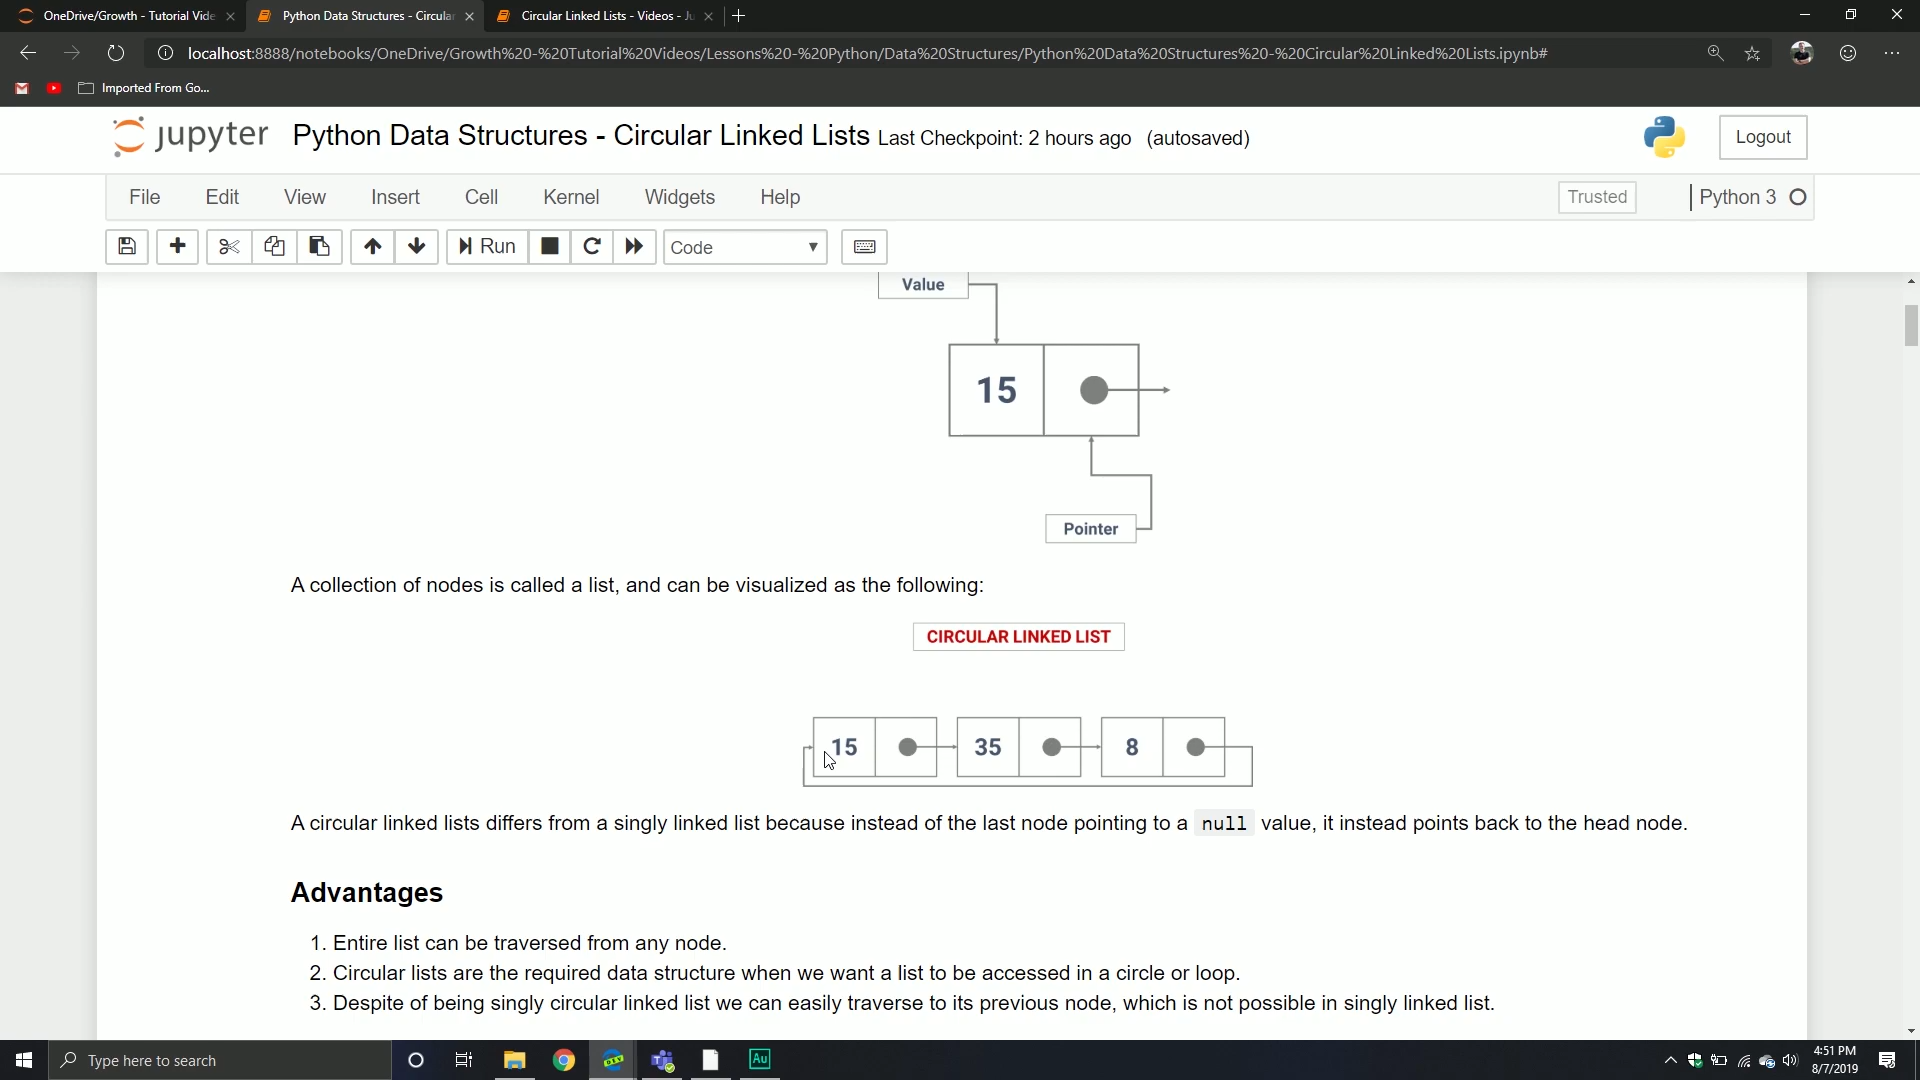 OneDrive/Growth - Tutorial Vide
Python Data Structures - Circular
Circular Linked Lists - Videos - Ju
localhost:8888/notebooks/OneDrive/Growth%20-%20Tutorial%20Videos/Lessons%20-%20Python/Data%20Structures/Python%20Data%20Structures%20-%20Circular%20Linked%20Lists.ipynb#
Imported From Go...
jupyter Python Data Structures - Circular Linked Lists Last Checkpoint: 2 hours ago (autosaved)
Logout
File Edit View Insert Cell Kernel Widgets Help
Trusted
Python 3
Run
Code
Value
15
Pointer
A collection of nodes is called a list, and can be visualized as the following:
CIRCULAR LINKED LIST
15 35 8
A circular linked lists differs from a singly linked list because instead of the last node pointing to a null value, it instead points back to the head node.
Advantages
1. Entire list can be traversed from any node.
2. Circular lists are the required data structure when we want a list to be accessed in a circle or loop.
3. Despite of being singly circular linked list we can easily traverse to its previous node, which is not possible in singly linked list.
Type here to search
DEV
Au
4:51 PM
8/7/2019